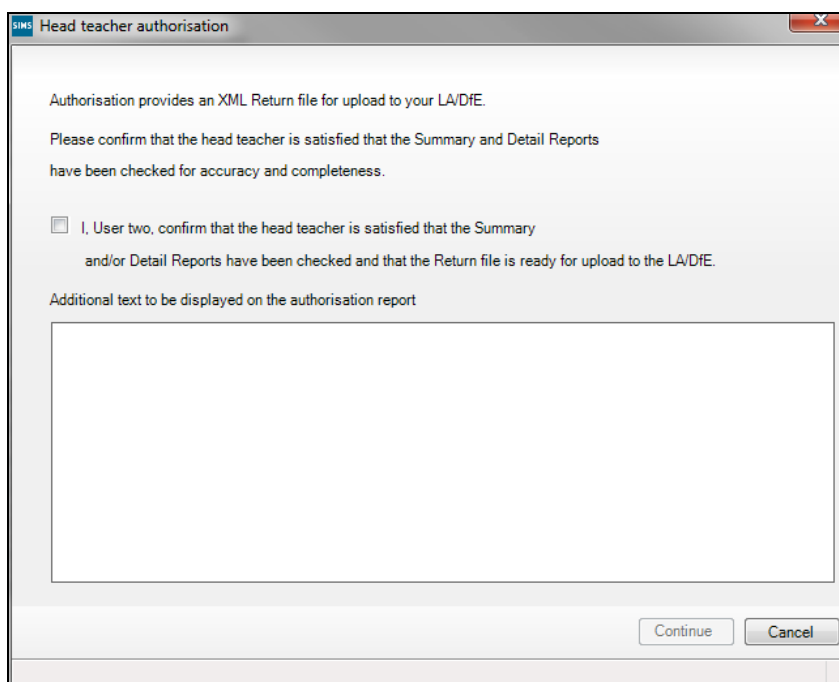 SIMS Head teacher authorisation
Authorisation provides an XML Return file for upload to your LA/DfE.
Please confirm that the head teacher is satisfied that the Summary and Detail Reports
have been checked for accuracy and completeness.
I, User two, confirm that the head teacher is satisfied that the Summary
and/or Detail Reports have been checked and that the Return file is ready for upload to the LA/DfE.
Additional text to be displayed on the authorisation report
Continue Cancel